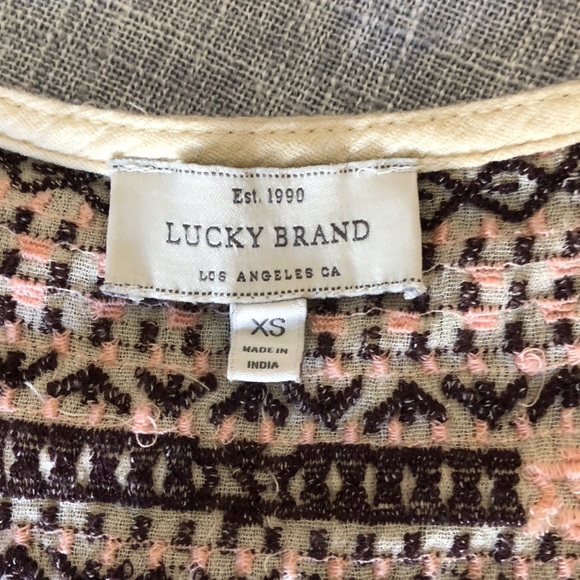 Est. 1990
LUCKY BRAND
LOS ANGELES CA
XS
MADE IN
INDIA